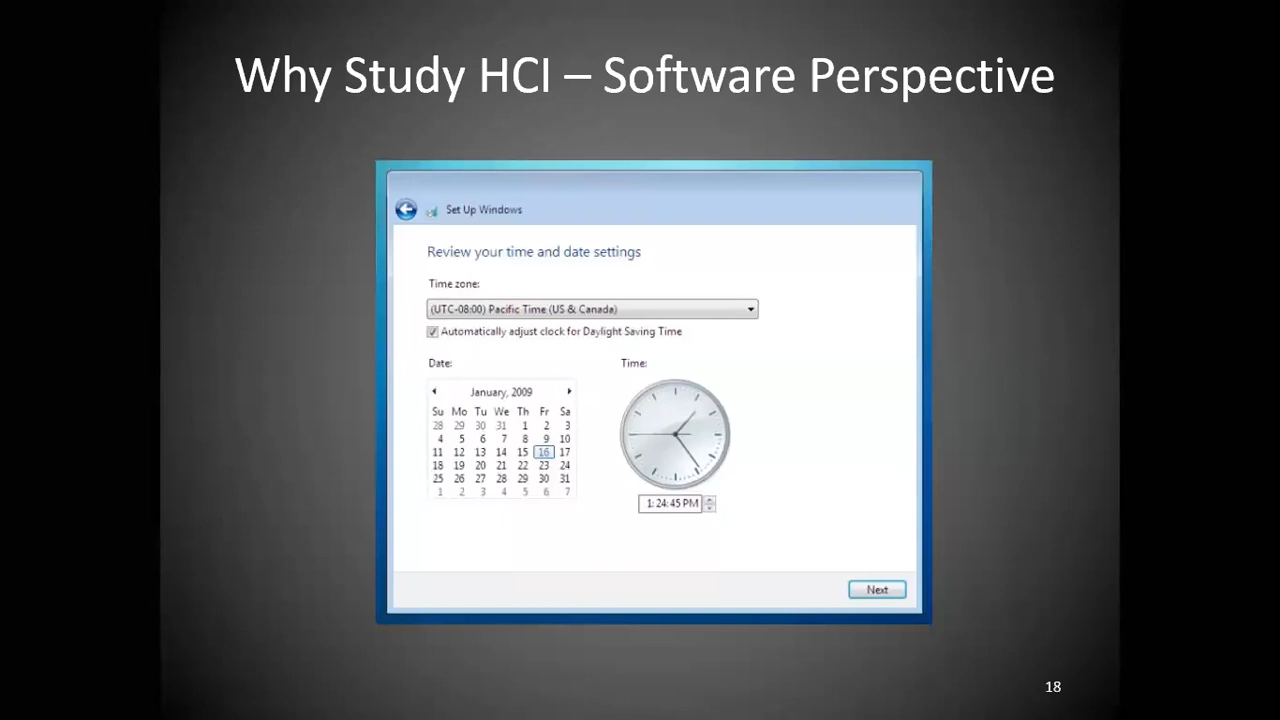 Why Study HCI – Software Perspective
Set Up Windows
Review your time and date settings
Time zone:
(UTC-08:00) Pacific Time (US & Canada)
Automatically adjust clock for Daylight Saving Time
Date:
Time:
January, 2009
Su Mo Tu We Th Fr Sa
28 29 30 31 1 2 3
4 5 6 7 8 9 10
11 12 13 14 15 16 17
18 19 20 21 22 23 24
25 26 27 28 29 30 31
1 2 3 4 5 6 7
1:24:45 PM
Next
18